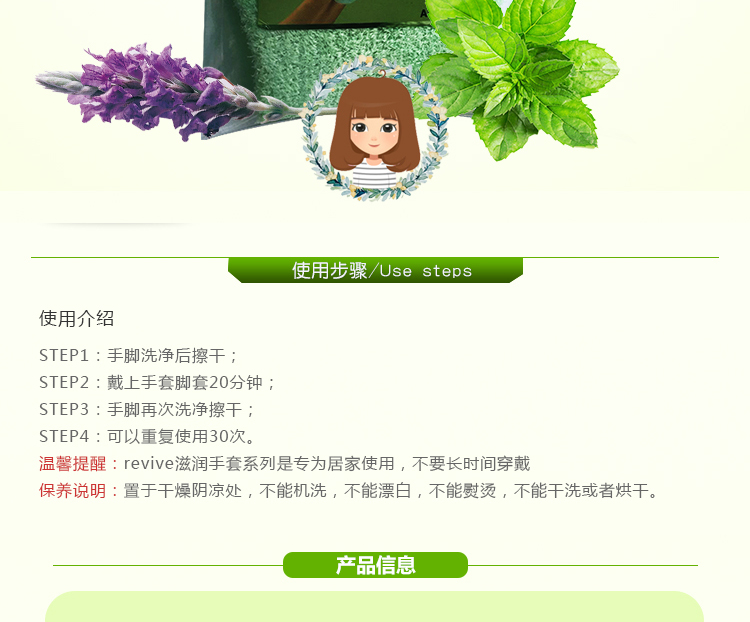 使用步骤/Use steps
使用介绍
STEP1：手脚洗净后擦干；
STEP2：戴上手套脚套20分钟；
STEP3：手脚再次洗净擦干；
STEP4：可以重复使用30次。
温馨提醒：revive滋润手套系列是专为居家使用，不要长时间穿戴
保养说明：置于干燥阴凉处，不能机洗，不能漂白，不能熨烫，不能干洗或者烘干。
产品信息